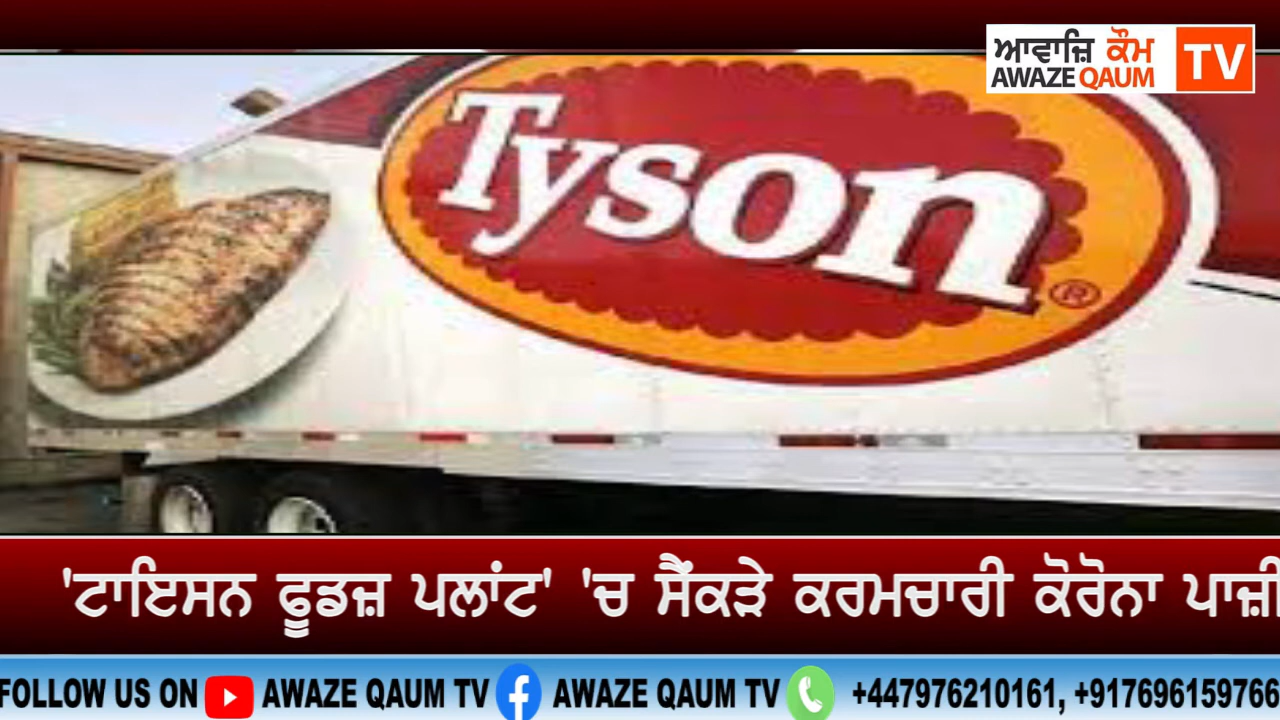 ਆਵਾਜ਼ਿ ਕੌਮ
AWAZE QAUM
TV
Tyson
®
'ਟਾਇਸਨ ਫੂਡਜ਼ ਪਲਾਂਟ' 'ਚ ਸੈਂਕੜੇ ਕਰਮਚਾਰੀ ਕੋਰੋਨਾ ਪਾਜ਼ੀ
FOLLOW US ON AWAZE QAUM TV AWAZE QAUM TV +447976210161, +917696159766